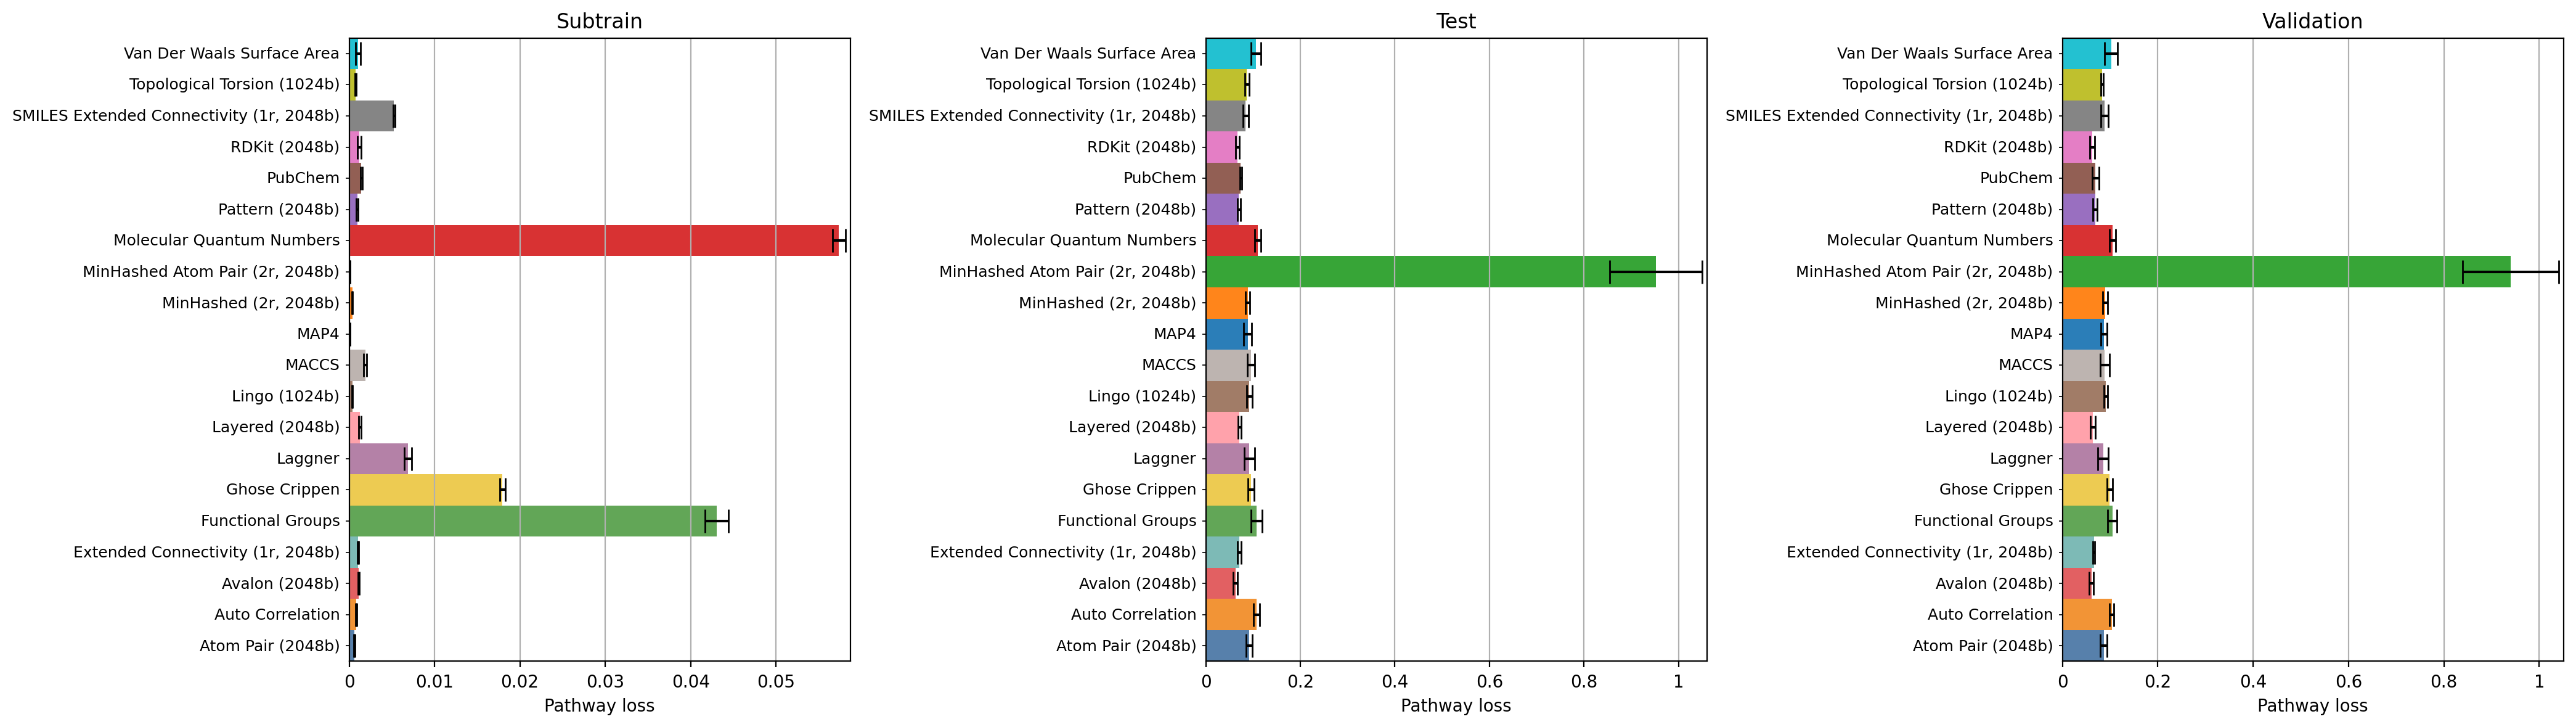 Subtrain
Van Der Waals Surface Area
Topological Torsion (1024b)
SMILES Extended Connectivity (1r, 2048b)
RDKit (2048b)
PubChem
Pattern (2048b)
Molecular Quantum Numbers
MinHashed Atom Pair (2r, 2048b)
MinHashed (2r, 2048b)
MAP4
MACCS
Lingo (1024b)
Layered (2048b)
Laggner
Ghose Crippen
Functional Groups
Extended Connectivity (1r, 2048b)
Avalon (2048b)
Auto Correlation
Atom Pair (2048b)
0 0.01 0.02 0.03 0.04 0.05
Pathway loss
Test
Van Der Waals Surface Area
Topological Torsion (1024b)
SMILES Extended Connectivity (1r, 2048b)
RDKit (2048b)
PubChem
Pattern (2048b)
Molecular Quantum Numbers
MinHashed Atom Pair (2r, 2048b)
MinHashed (2r, 2048b)
MAP4
MACCS
Lingo (1024b)
Layered (2048b)
Laggner
Ghose Crippen
Functional Groups
Extended Connectivity (1r, 2048b)
Avalon (2048b)
Auto Correlation
Atom Pair (2048b)
0 0.2 0.4 0.6 0.8 1
Pathway loss
Validation
Van Der Waals Surface Area
Topological Torsion (1024b)
SMILES Extended Connectivity (1r, 2048b)
RDKit (2048b)
PubChem
Pattern (2048b)
Molecular Quantum Numbers
MinHashed Atom Pair (2r, 2048b)
MinHashed (2r, 2048b)
MAP4
MACCS
Lingo (1024b)
Layered (2048b)
Laggner
Ghose Crippen
Functional Groups
Extended Connectivity (1r, 2048b)
Avalon (2048b)
Auto Correlation
Atom Pair (2048b)
0 0.2 0.4 0.6 0.8 1
Pathway loss